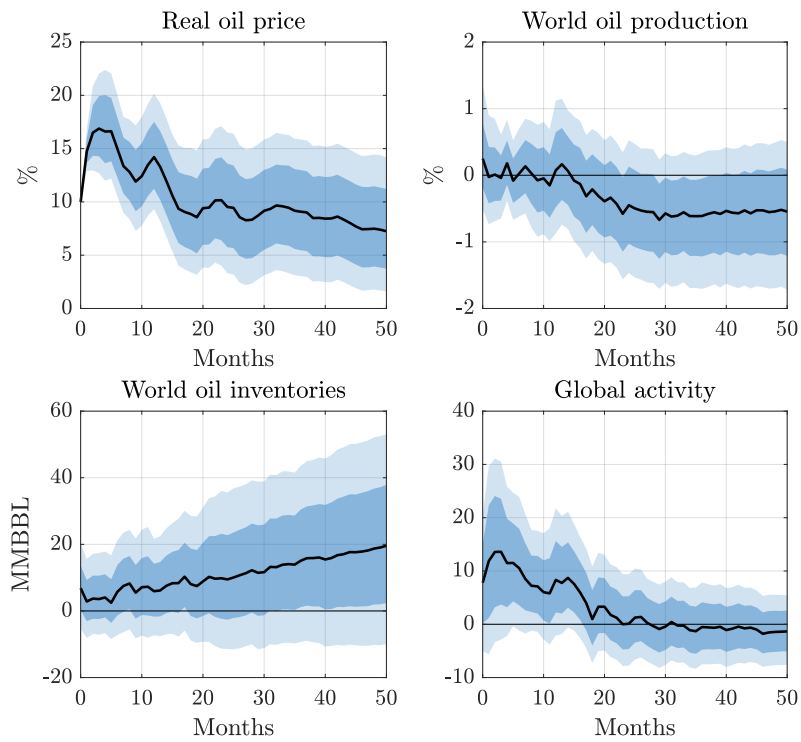 Real oil price
25
20
15
10
5
0
%
0 10 20 30 40 50
Months
World oil production
2
1
0
-1
-2
%
0 10 20 30 40 50
Months
World oil inventories
60
40
20
0
-20
MMBBL
0 10 20 30 40 50
Months
Global activity
40
30
20
10
0
-10
0 10 20 30 40 50
Months